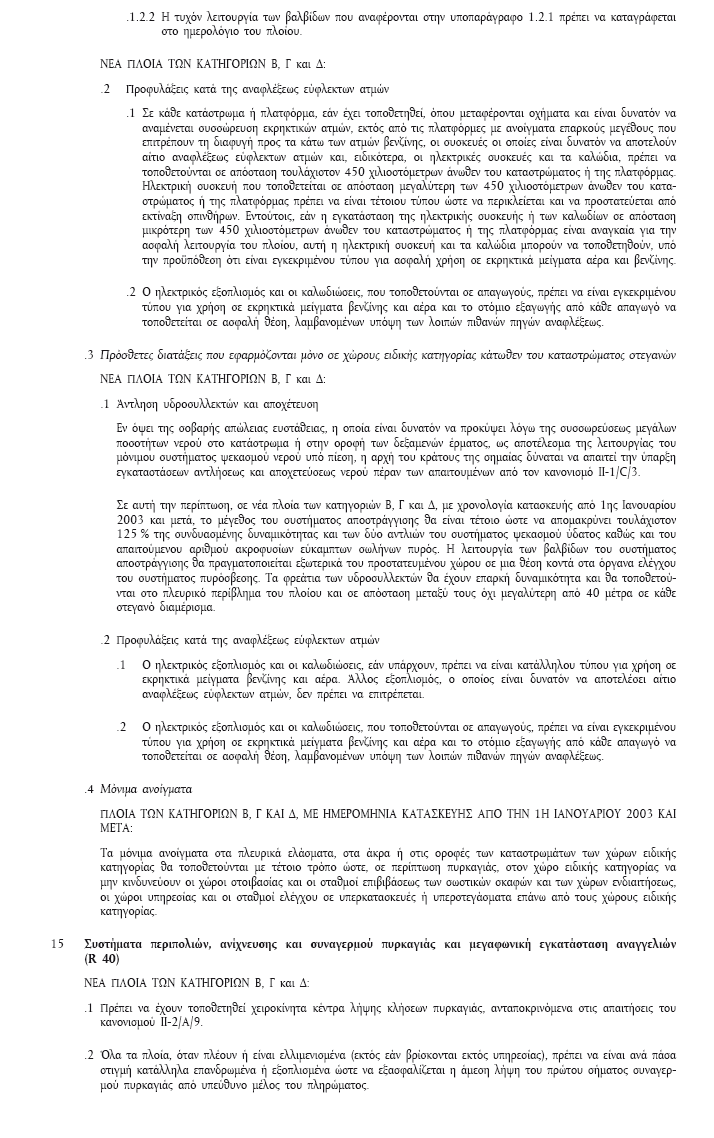 .1.2.2 Η τυχόν λειτουργία των βαλβίδων που αναφέρονται στην υποπαράγραφο 1.2.1 πρέπει να καταγράφεται
στο ημερολόγιο του πλοίου.
ΝΕΑ ΠΛΟΙΑ ΤΩΝ ΚΑΤΗΓΟΡΙΩΝ Β, Γ και Δ:
.2 Προφυλάξεις κατά της αναφλέξεως εύφλεκτων ατμών
.1 Σε κάθε κατάστρωμα ή πλατφόρμα, εάν έχει τοποθετηθεί, όπου μεταφέρονται οχήματα και είναι δυνατόν να
αναμένεται συσσώρευση εκρηκτικών ατμών, εκτός από τις πλατφόρμες με ανοίγματα επαρκούς μεγέθους που
επιτρέπουν τη διαφυγή προς τα κάτω των ατμών βενζίνης, οι συσκευές οι οποίες είναι δυνατόν να αποτελούν
αίτιο αναφλέξεως εύφλεκτων ατμών και, ειδικότερα, οι ηλεκτρικές συσκευές και τα καλώδια, πρέπει να
τοποθετούνται σε απόσταση τουλάχιστον 450 χιλιοστόμετρων άνωθεν του καταστρώματος ή της πλατφόρμας.
Ηλεκτρική συσκευή που τοποθετείται σε απόσταση μεγαλύτερη των 450 χιλιοστόμετρων άνωθεν του κατα-
στρώματος ή της πλατφόρμας πρέπει να είναι τέτοιου τύπου ώστε να περικλείεται και να προστατεύεται από
εκτίναξη σπινθήρων. Εντούτοις, εάν η εγκατάσταση της ηλεκτρικής συσκευής ή των καλωδίων σε απόσταση
μικρότερη των 450 χιλιοστόμετρων άνωθεν του καταστρώματος ή της πλατφόρμας είναι αναγκαία για την
ασφαλή λειτουργία του πλοίου, αυτή η ηλεκτρική συσκευή και τα καλώδια μπορούν να τοποθετηθούν, υπό
την προϋπόθεση ότι είναι εγκεκριμένου τύπου για ασφαλή χρήση σε εκρηκτικά μείγματα αέρα και βενζίνης.
.2 Ο ηλεκτρικός εξοπλισμός και οι καλωδιώσεις, που τοποθετούνται σε απαγωγούς, πρέπει να είναι εγκεκριμένου
τύπου για χρήση σε εκρηκτικά μείγματα βενζίνης και αέρα και το στόμιο εξαγωγής από κάθε απαγωγό να
τοποθετείται σε ασφαλή θέση, λαμβανομένων υπόψη των λοιπών πιθανών πηγών αναφλέξεως.
.3 Πρόσθετες διατάξεις που εφαρμόζονται μόνο σε χώρους ειδικής κατηγορίας κάτωθεν του καταστρώματος στεγανών
ΝΕΑ ΠΛΟΙΑ ΤΩΝ ΚΑΤΗΓΟΡΙΩΝ Β, Γ και Δ:
.1 Άντληση υδροσυλλεκτών και αποχέτευση
Εν όψει της σοβαρής απώλειας ευστάθειας, η οποία είναι δυνατόν να προκύψει λόγω της συσσωρεύσεως μεγάλων
ποσοτήτων νερού στο κατάστρωμα ή στην οροφή των δεξαμενών έρματος, ως αποτέλεσμα της λειτουργίας του
μόνιμου συστήματος ψεκασμού νερού υπό πίεση, η αρχή του κράτους της σημαίας δύναται να απαιτεί την ύπαρξη
εγκαταστάσεων αντλήσεως και αποχετεύσεως νερού πέραν των απαιτουμένων από τον κανονισμό II-1/C/3.
Σε αυτή την περίπτωση, σε νέα πλοία των κατηγοριών Β, Γ και Δ, με χρονολογία κατασκευής από 1ης Ιανουαρίου
2003 και μετά, το μέγεθος του συστήματος αποστράγγισης θα είναι τέτοιο ώστε να απομακρύνει τουλάχιστον
125 % της συνδυασμένης δυναμικότητας και των δύο αντλιών του συστήματος ψεκασμού ύδατος καθώς και του
απαιτούμενου αριθμού ακροφυσίων εύκαμπτων σωλήνων πυρός. Η λειτουργία των βαλβίδων του συστήματος
αποστράγγισης θα πραγματοποιείται εξωτερικά του προστατευμένου χώρου σε μια θέση κοντά στα όργανα ελέγχου
του συστήματος πυρόσβεσης. Τα φρεάτια των υδροσυλλεκτών θα έχουν επαρκή δυναμικότητα και θα τοποθετού-
νται στο πλευρικό περίβλημα του πλοίου και σε απόσταση μεταξύ τους όχι μεγαλύτερη από 40 μέτρα σε κάθε
στεγανό διαμέρισμα.
.2 Προφυλάξεις κατά της αναφλέξεως εύφλεκτων ατμών
.1 Ο ηλεκτρικός εξοπλισμός και οι καλωδιώσεις, εάν υπάρχουν, πρέπει να είναι κατάλληλου τύπου για χρήση σε
εκρηκτικά μείγματα βενζίνης και αέρα. Άλλος εξοπλισμός, ο οποίος είναι δυνατόν να αποτελέσει αίτιο
αναφλέξεως εύφλεκτων ατμών, δεν πρέπει να επιτρέπεται.
.2 Ο ηλεκτρικός εξοπλισμός και οι καλωδιώσεις, που τοποθετούνται σε απαγωγούς, πρέπει να είναι εγκεκριμένου
τύπου για χρήση σε εκρηκτικά μείγματα βενζίνης και αέρα και το στόμιο εξαγωγής από κάθε απαγωγό να
τοποθετείται σε ασφαλή θέση, λαμβανομένων υπόψη των λοιπών πιθανών πηγών αναφλέξεως.
.4 Μόνιμα ανοίγματα
ΠΛΟΙΑ ΤΩΝ ΚΑΤΗΓΟΡΙΩΝ Β, Γ ΚΑΙ Δ, ΜΕ ΗΜΕΡΟΜΗΝΙΑ ΚΑΤΑΣΚΕΥΗΣ ΑΠΟ ΤΗΝ 1Η ΙΑΝΟΥΑΡΙΟΥ 2003 ΚΑΙ
ΜΕΤΑ:
Τα μόνιμα ανοίγματα στα πλευρικά ελάσματα, στα άκρα ή στις οροφές των καταστρωμάτων των χώρων ειδικής
κατηγορίας θα τοποθετούνται με τέτοιο τρόπο ώστε, σε περίπτωση πυρκαγιάς, στον χώρο ειδικής κατηγορίας να
μην κινδυνεύουν οι χώροι στοιβασίας και οι σταθμοί επιβιβάσεως των σωστικών σκαφών και των χώρων ενδιαιτήσεως,
οι χώροι υπηρεσίας και οι σταθμοί ελέγχου σε υπερκατασκευές ή υπερστεγάσματα επάνω από τους χώρους ειδικής
κατηγορίας.
15 Συστήματα περιπολιών, ανίχνευσης και συναγερμού πυρκαγιάς και μεγαφωνική εγκατάσταση αναγγελιών
(R 40)
ΝΕΑ ΠΛΟΙΑ ΤΩΝ ΚΑΤΗΓΟΡΙΩΝ Β, Γ και Δ:
.1 Πρέπει να έχουν τοποθετηθεί χειροκίνητα κέντρα λήψης κλήσεων πυρκαγιάς, ανταποκρινόμενα στις απαιτήσεις του
κανονισμού II-2/A/9.
.2 Όλα τα πλοία, όταν πλέουν ή είναι ελλιμενισμένα (εκτός εάν βρίσκονται εκτός υπηρεσίας), πρέπει να είναι ανά πάσα
στιγμή κατάλληλα επανδρωμένα ή εξοπλισμένα ώστε να εξασφαλίζεται η άμεση λήψη του πρώτου σήματος συναγερ-
μού πυρκαγιάς από υπεύθυνο μέλος του πληρώματος.